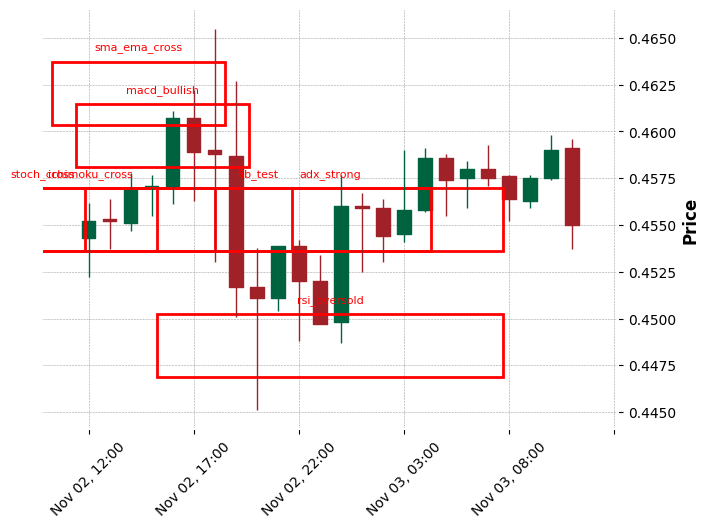 sma_ema_cross
macd_bullish
stoch_cross
ichimoku_cross
adx_strong
rsi_oversold
0.4650
0.4625
0.4600
0.4575
0.4550
0.4525
0.4500
0.4475
0.4450
Price
Nov 02, 12:00
Nov 02, 17:00
Nov 02, 22:00
Nov 03, 03:00
Nov 03, 08:00